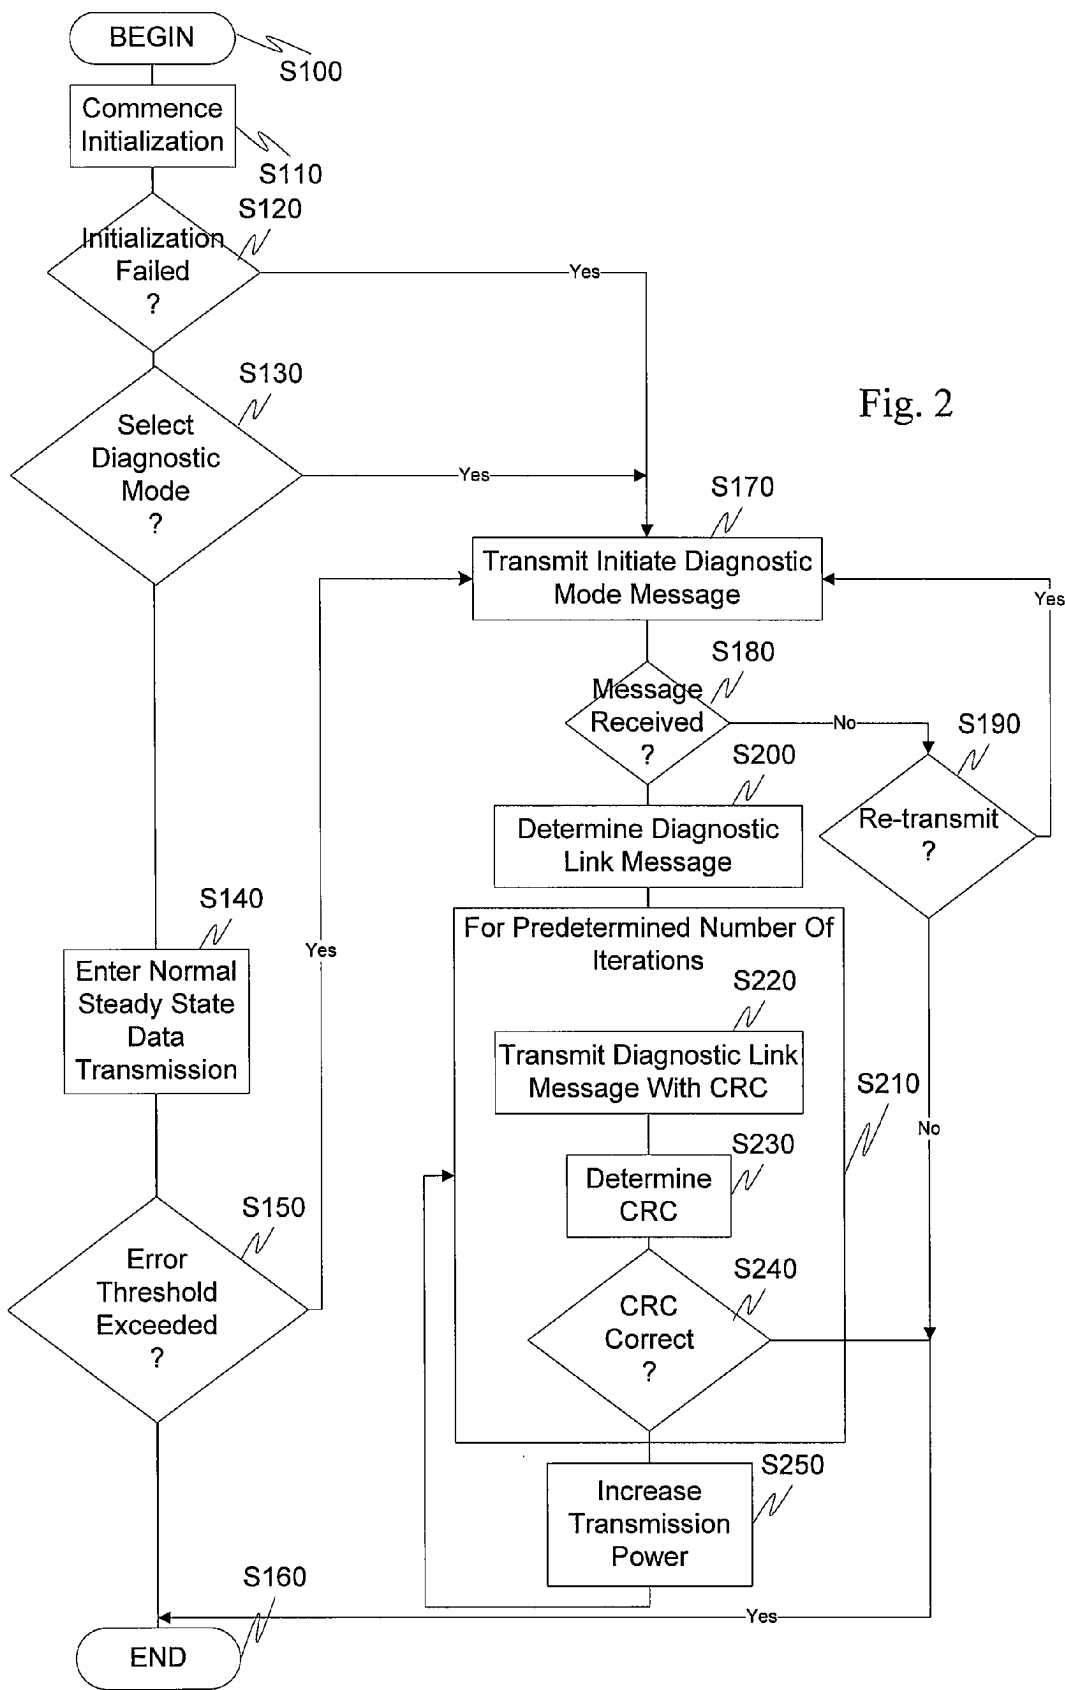 BEGIN
S100
Commence
Initialization
S110
S120
Initialization
Failed
?
Yes
S130
Select
Diagnostic
Mode
?
Yes
Fig. 2
S170
Transmit Initiate Diagnostic
Mode Message
Yes
S180
Message
Received
?
No
S190
Re-transmit
?
S200
Determine Diagnostic
Link Message
S140
Enter Normal
Steady State
Data
Transmission
Yes
For Predetermined Number Of
Iterations
S220
Transmit Diagnostic Link
Message With CRC
S210
No
S230
Determine
CRC
S150
Error
Threshold
Exceeded
?
S240
CRC
Correct
?
S250
Increase
Transmission
Power
S160
Yes
END